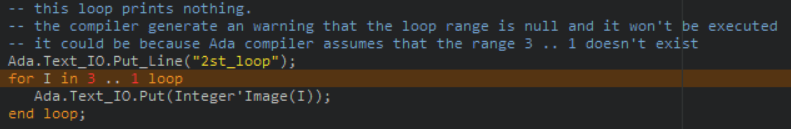 -- this loop prints nothing.
-- the compiler generate an warning that the loop range is null and it won't be executed
-- it could be because Ada compiler assumes that the range 3 .. 1 doesn't exist
Ada.Text_IO.Put_Line("2st_loop");
for I in 3 .. 1 loop
   Ada.Text_IO.Put(Integer'Image(I));
end loop;